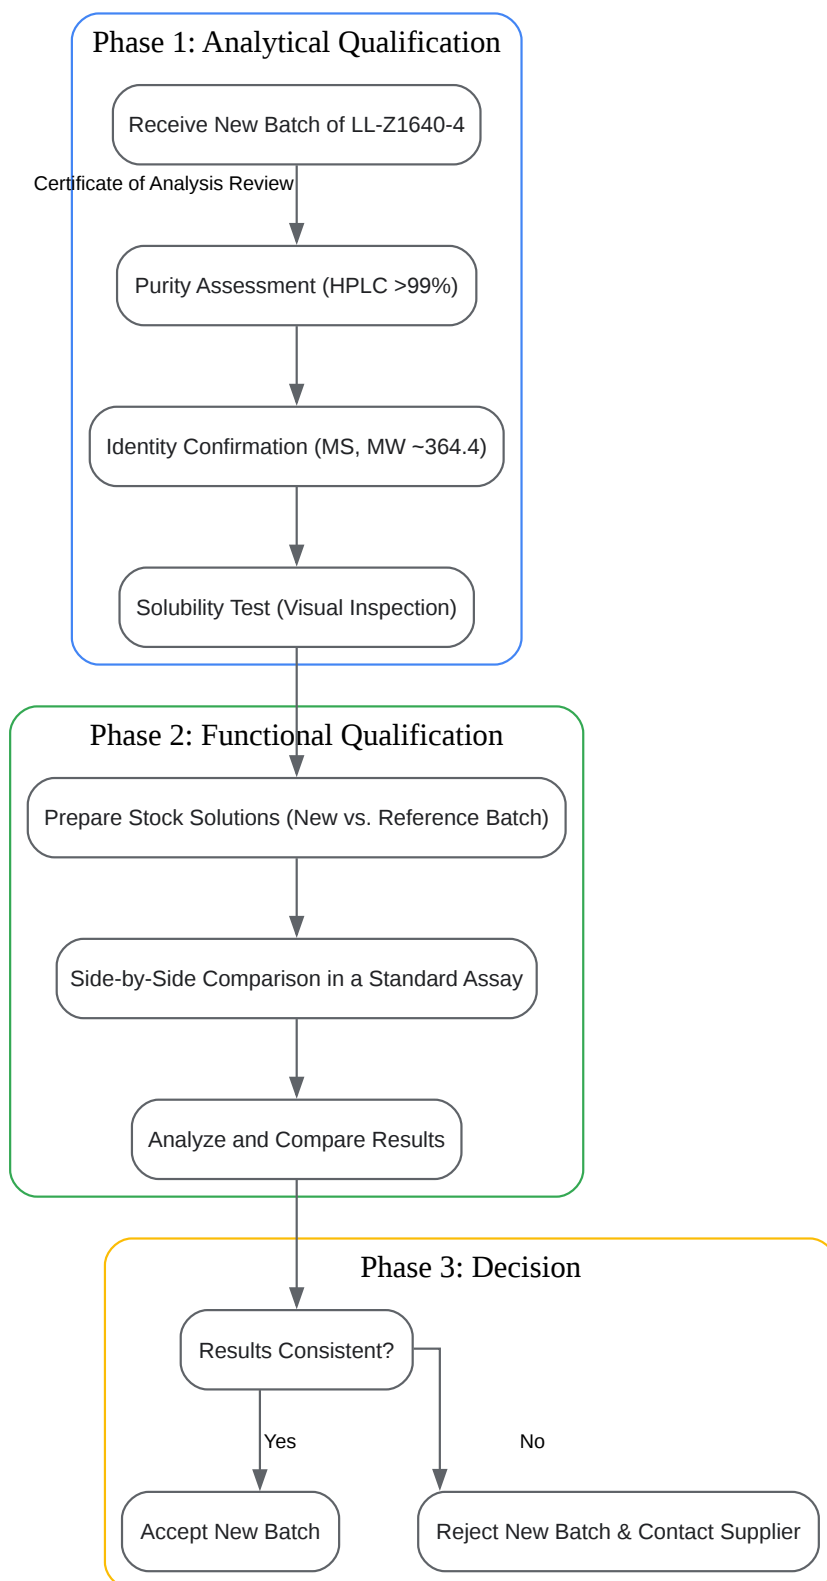 Phase 1: Analytical Qualification
Receive New Batch of LL-Z1640-4
Certificate of Analysis Review
Purity Assessment (HPLC >99%)
Identity Confirmation (MS, MW ~364.4)
Solubility Test (Visual Inspection)
Phase 2: Functional Qualification
Prepare Stock Solutions (New vs. Reference Batch)
Side-by-Side Comparison in a Standard Assay
Analyze and Compare Results
Phase 3: Decision
Results Consistent?
Yes
No
Accept New Batch
Reject New Batch & Contact Supplier